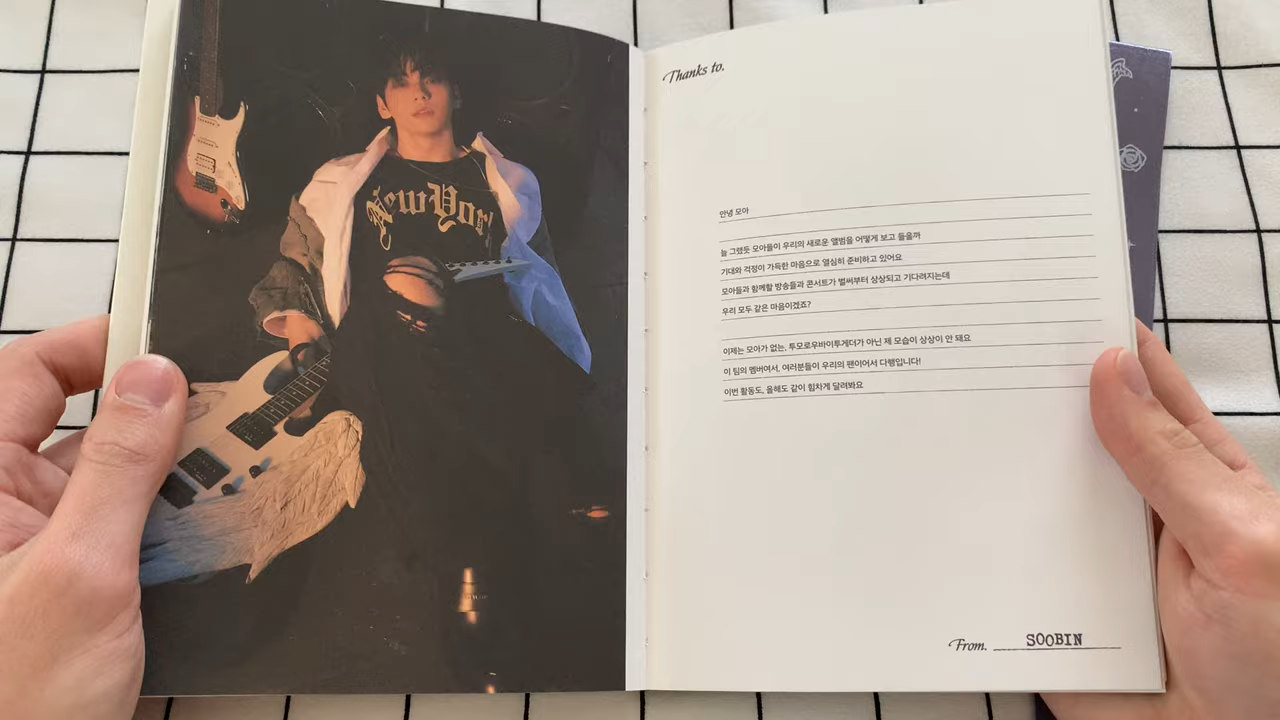 New Yor
Thanks to.
안녕 모아
늘 그랬듯 모아들이 우리의 새로운 앨범을 어떻게 보고 들을까
기대와 걱정이 가득한 마음으로 열심히 준비하고 있어요
모아들과 함께할 방송들과 콘서트가 벌써부터 상상되고 기다려지는데
우리 모두 같은 마음이겠죠?
이제는 모아가 없는, 투모로우바이투게더가 아닌 제 모습이 상상이 안 돼요
이 팀의 멤버여서, 여러분들이 우리의 팬이어서 다행입니다!
이번 활동도, 올해도 같이 힘차게 달려봐요
From. SOOBIN